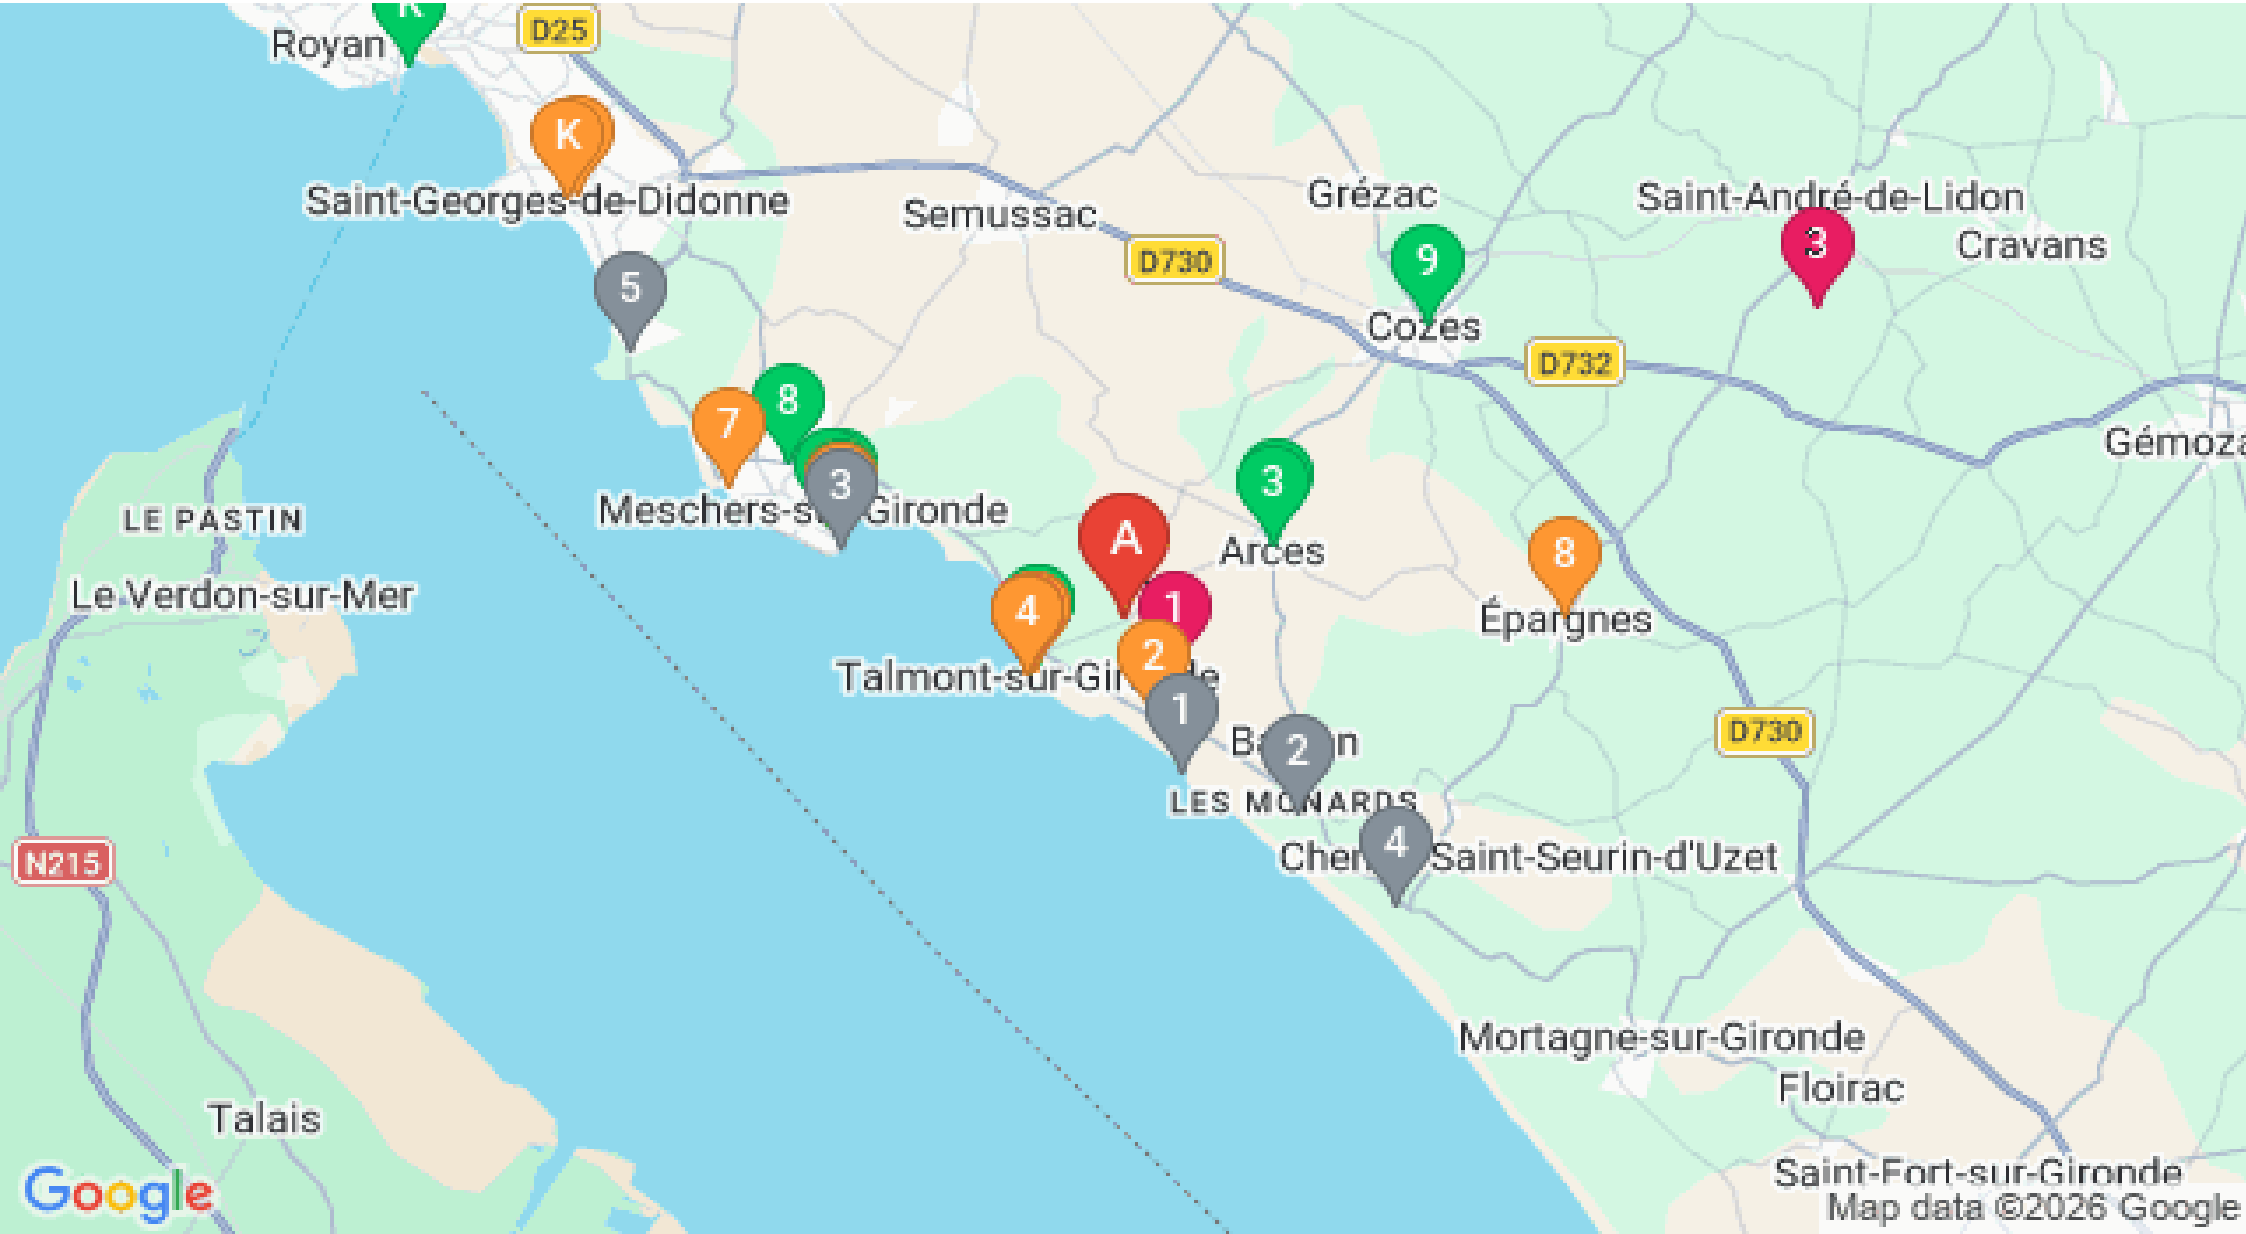 K
Royan
D25
K
Saint-Georges-de-Didonne
Semussac
Grézac
Saint-André-de-Lidon
3
Cravans
D730
9
5
Cozes
D732
8
7
Gémoza
3
3
Meschers-su Gironde
LE PASTIN
A
Arces
8
Le Verdon-sur-Mer
4
1
Épargnes
2
Talmont-sur-Gir de
1
D730
2
LES MONARDS
4
Saint-Seurin-d'Uzet
N215
Mortagne-sur-Gironde
Floirac
Talais
Saint-Fort-sur-Gironde
Google
Map data ©2026 Google